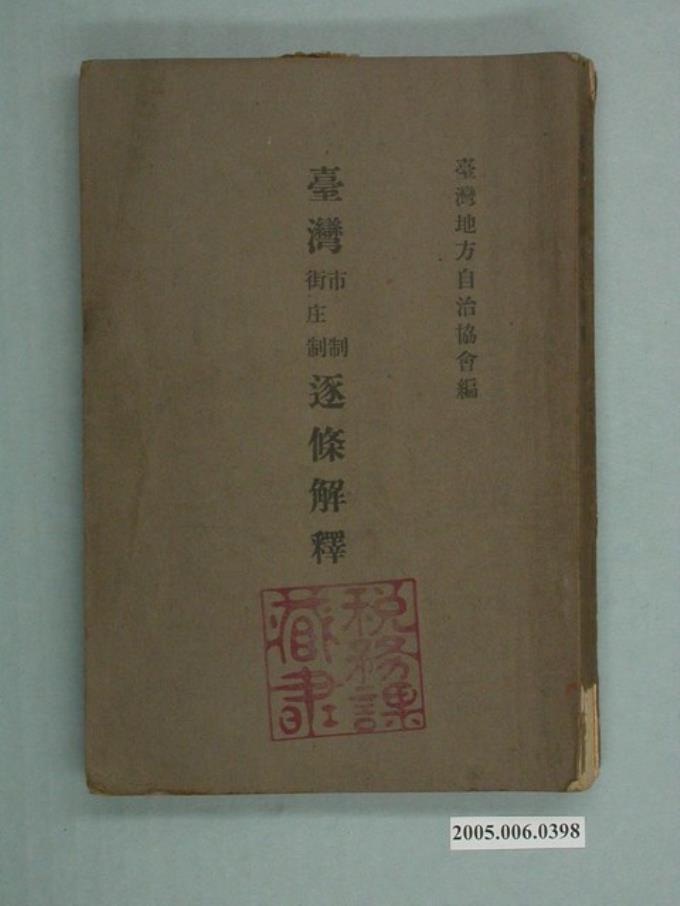 臺灣地方自治協會編
臺灣市制街庄制逐條解釋
税務課
藏書
2005.006.0398